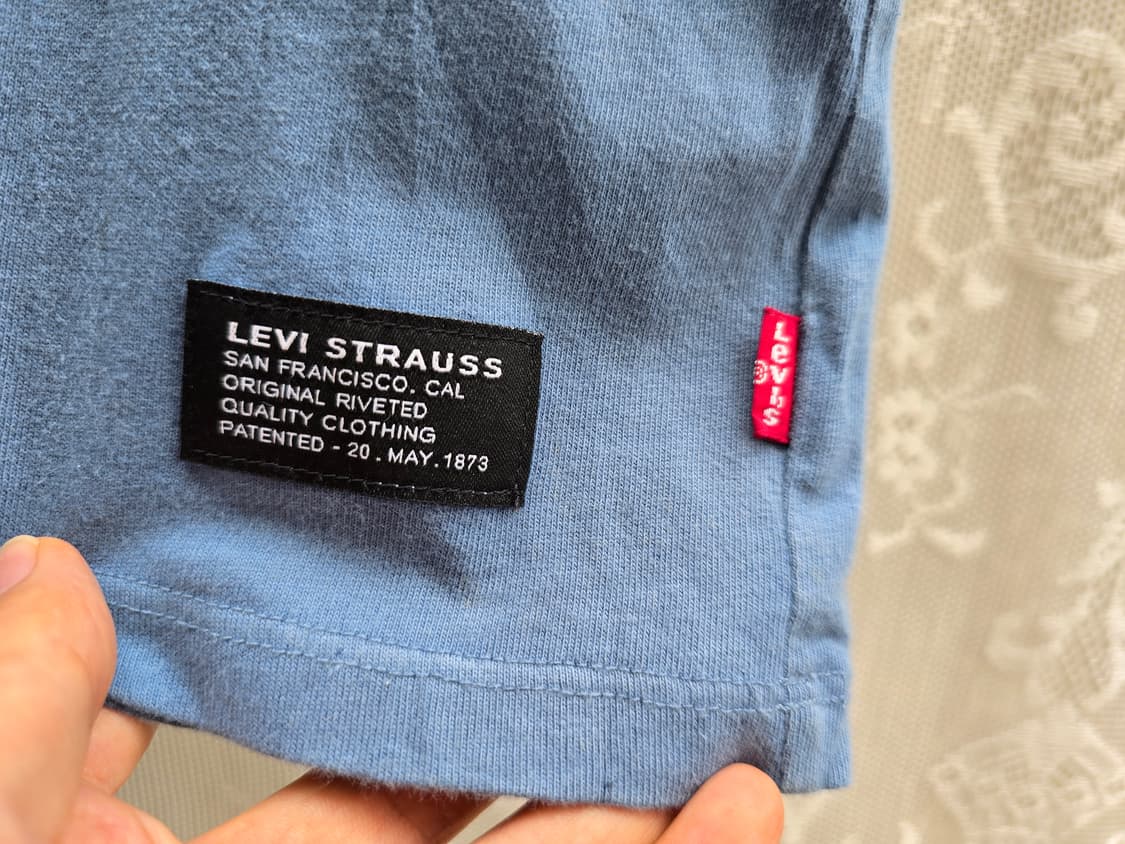 LEVI STRAUSS
SAN FRANCISCO. CAL
ORIGINAL RIVETED
QUALITY CLOTHING
PATENTED - 20 . MAY . 1873
Levi's
®